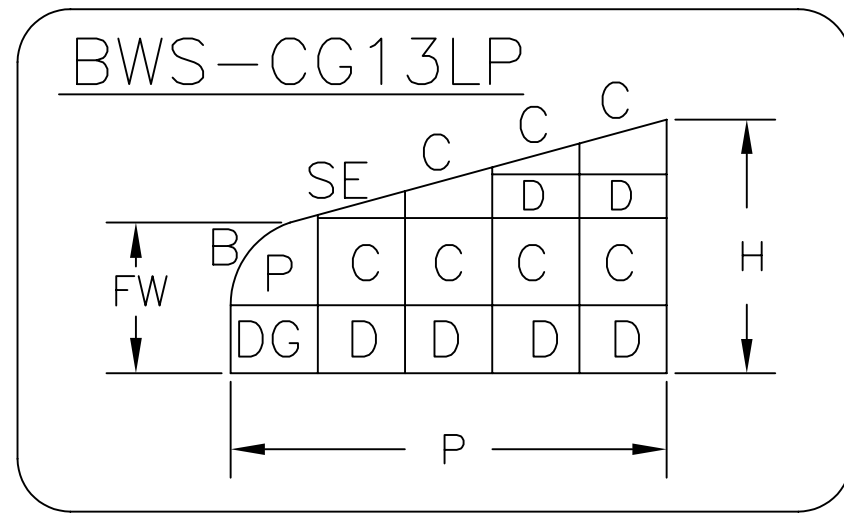 BWS-CG13LP
C
C
C
SE
D D
B P C C C C
FW H
DG D D D D
P